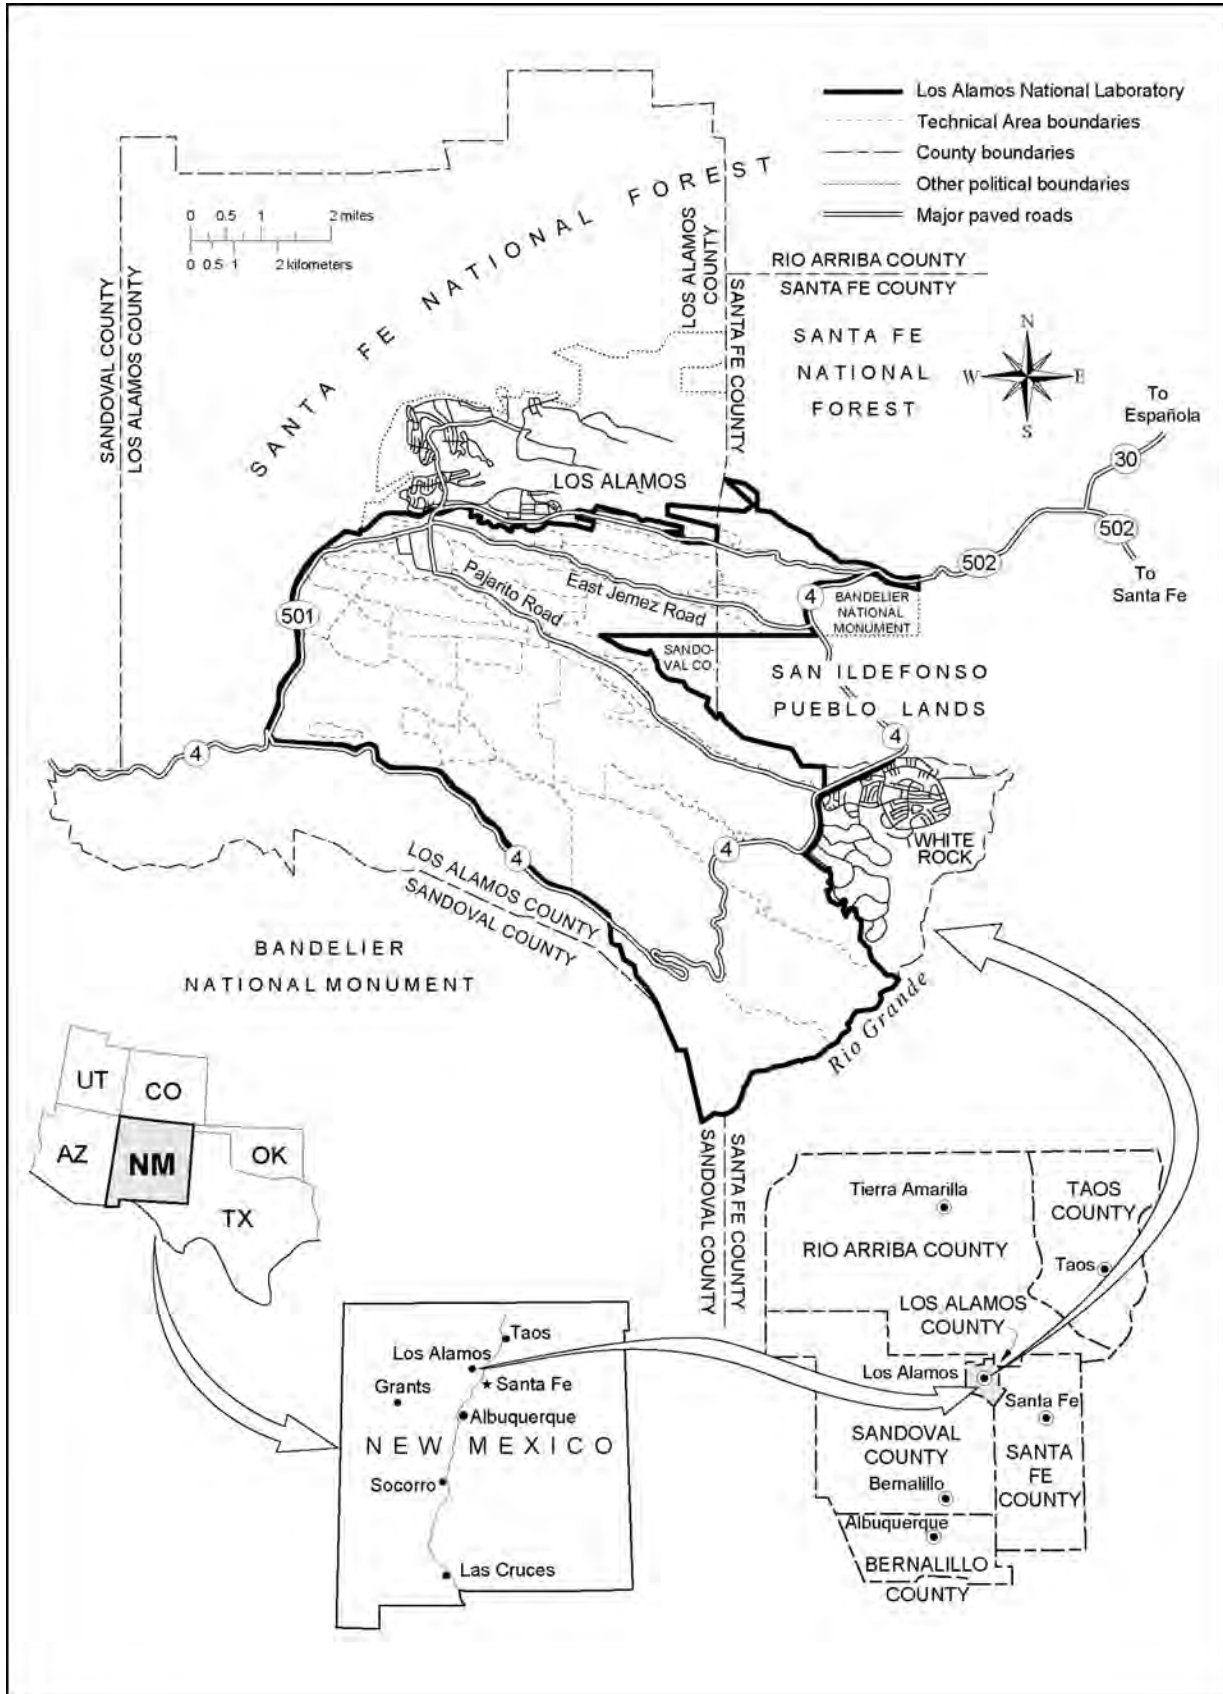 Los Alamos National Laboratory
Technical Area boundaries
County boundaries
Other political boundaries
Major paved roads
0 0.5 1 2 miles
0 0.5 1 2 kilometers
SANTA FE NATIONAL FOREST
SANDOVAL COUNTY
LOS ALAMOS COUNTY
LOS ALAMOS
COUNTY
SANTA FE COUNTY
RIO ARRIBA COUNTY
SANTA FE COUNTY
SANTA FE
NATIONAL
FOREST
N
W E
S
To
Española
30
502
502
To
Santa Fe
LOS ALAMOS
501
Pajarito Road
East Jemez Road
4
BANDELIER
NATIONAL
MONUMENT
SANDO-
VAL CO.
SAN ILDEFONSO
PUEBLO LANDS
4
4
WHITE
ROCK
4
4
LOS ALAMOS COUNTY
SANDOVAL COUNTY
BANDELIER
NATIONAL MONUMENT
Rio Grande
SANDOVAL COUNTY
SANTA FE COUNTY
UT
CO
AZ
NM
OK
TX
Taos
Los Alamos
Grants
Santa Fe
Albuquerque
NEW MEXICO
Socorro
Las Cruces
Tierra Amarilla
TAOS
COUNTY
RIO ARRIBA COUNTY
Taos
LOS ALAMOS
COUNTY
Los Alamos
Santa Fe
SANDOVAL
COUNTY
SANTA
FE
COUNTY
Bernalillo
Albuquerque
BERNALILLO
COUNTY